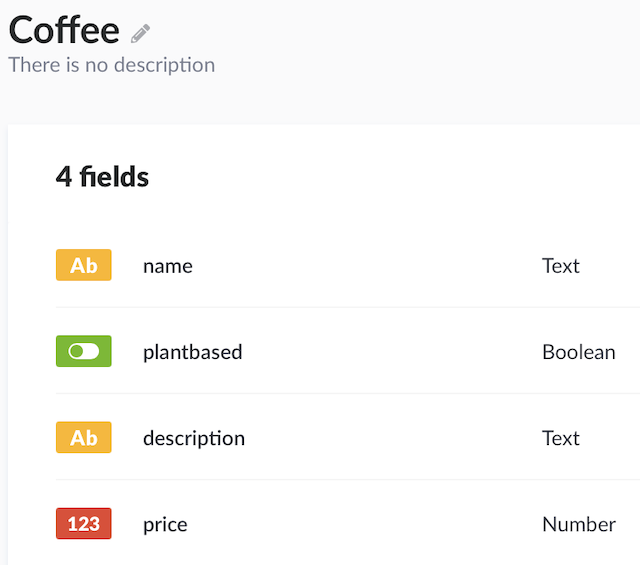 Coffee
There is no description
4 fields
Ab name Text
plantbased Boolean
Ab description Text
123 price Number